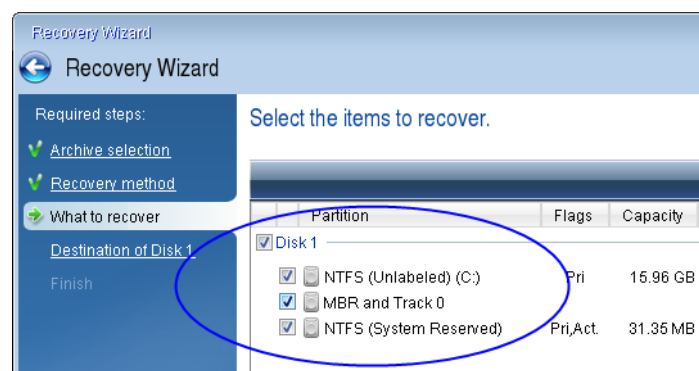 Recovery Wizard
Recovery Wizard
Required steps:
Select the items to recover.
Archive selection
Recovery method
What to recover
Destination of Disk 1
Finish
Partition Flags Capacity
Disk 1
NTFS (Unlabeled) (C:) Pri 15.96 GB
MBR and Track 0
NTFS (System Reserved) Pri,Act. 31.35 MB